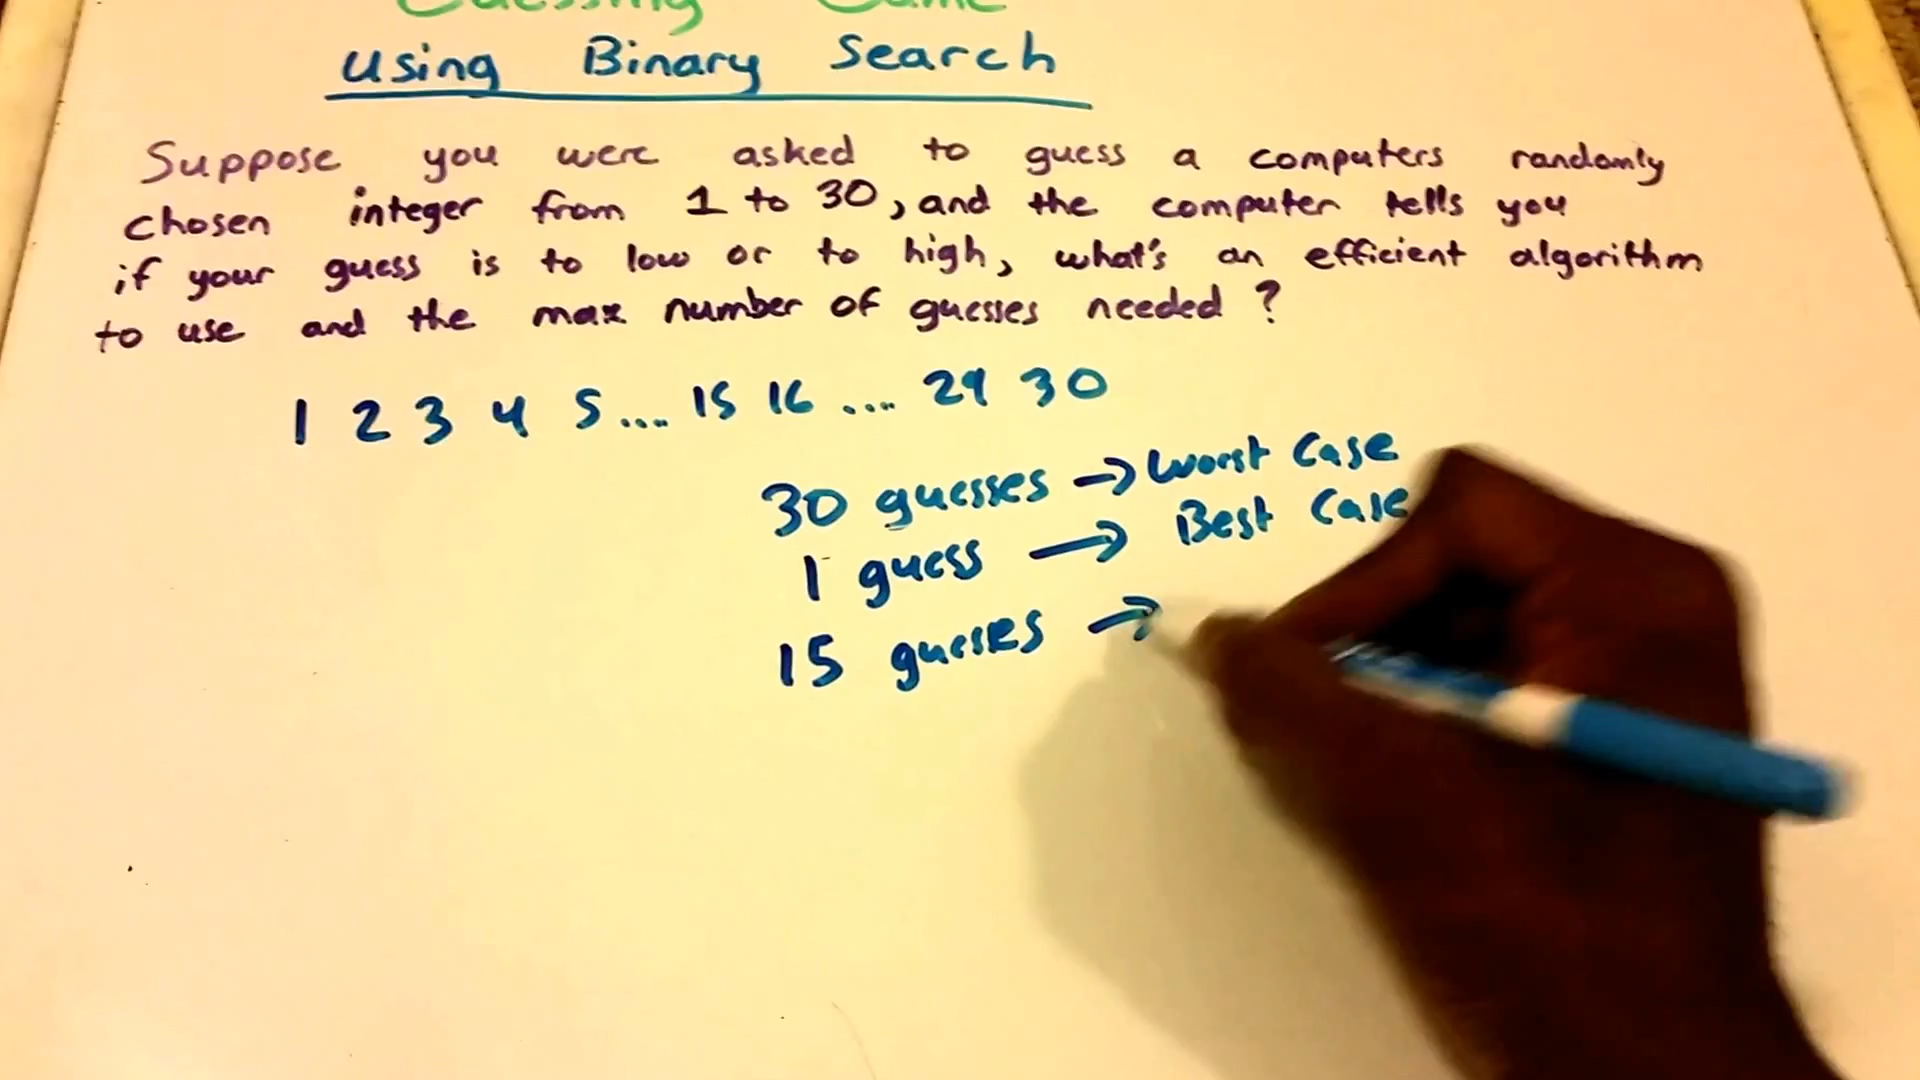 Guessing Game
Using Binary Search
Suppose you were asked to guess a computers randomly
chosen integer from 1 to 30, and the computer tells you
if your guess is to low or to high, what's an efficient algorithm
to use and the max number of guesses needed?
1 2 3 4 5.... 15 16 .... 29 30
30 guesses → Worst Case
1 guess → Best Case
15 guesses →